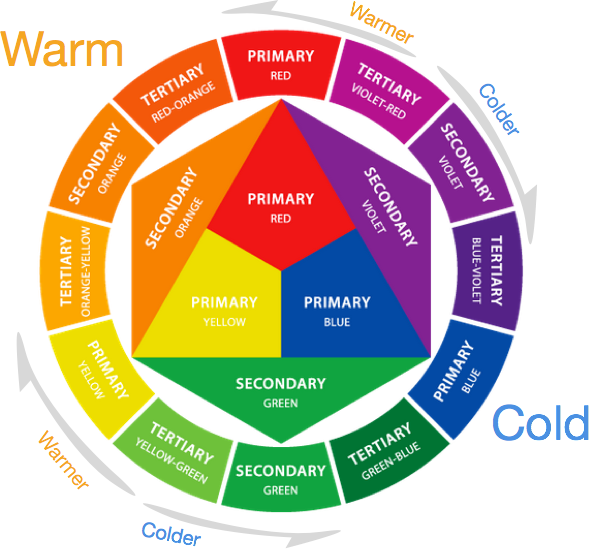 Warm
Warmer
Colder
PRIMARY
RED
TERTIARY
VIOLET-RED
SECONDARY
VIOLET
TERTIARY
BLUE-VIOLET
PRIMARY
BLUE
TERTIARY
GREEN-BLUE
SECONDARY
GREEN
TERTIARY
YELLOW-GREEN
PRIMARY
YELLOW
TERTIARY
ORANGE-YELLOW
SECONDARY
ORANGE
TERTIARY
RED-ORANGE
SECONDARY
ORANGE
PRIMARY
RED
SECONDARY
VIOLET
PRIMARY
YELLOW
PRIMARY
BLUE
SECONDARY
GREEN
Cold
Warmer
Colder